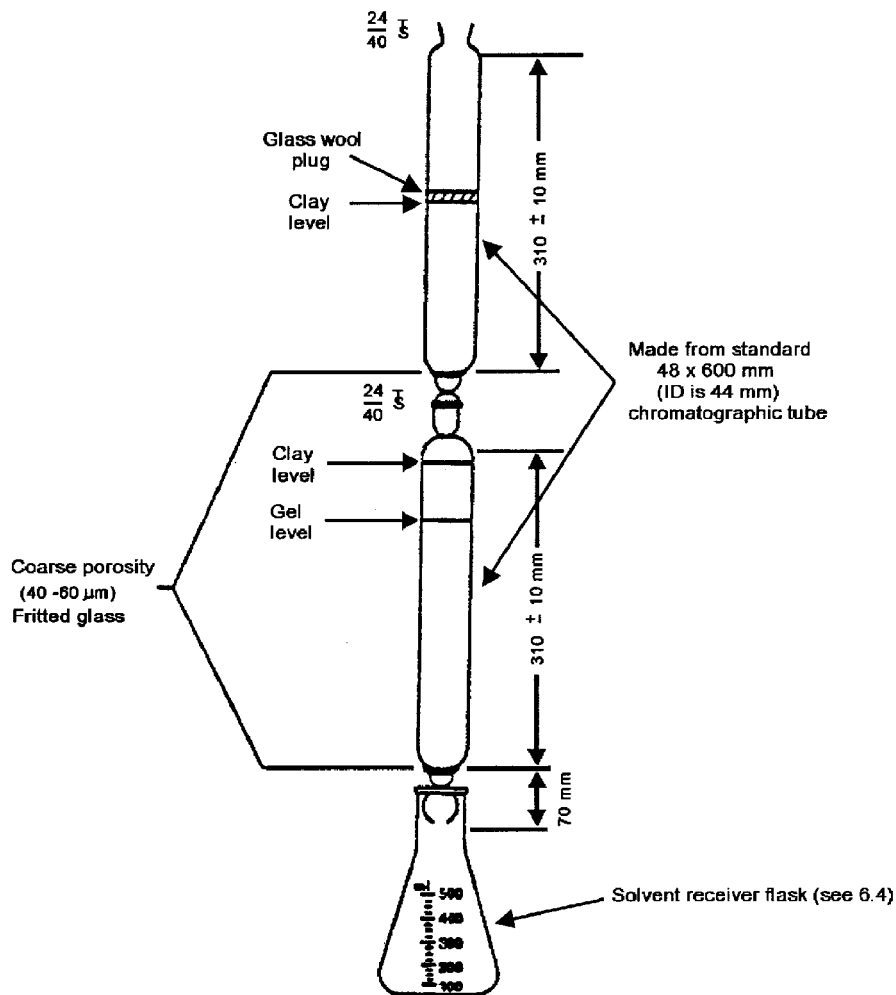 24
40 T̶S
Glass wool
plug
Clay
level
310 ± 10 mm
Made from standard
48 x 600 mm
(ID is 44 mm)
chromatographic tube
24
40 T̶S
Clay
level
Gel
level
Coarse porosity
(40 -60 µm)
Fritted glass
310 ± 10 mm
70 mm
Solvent receiver flask (see 6.4)
500
400
300
200
100